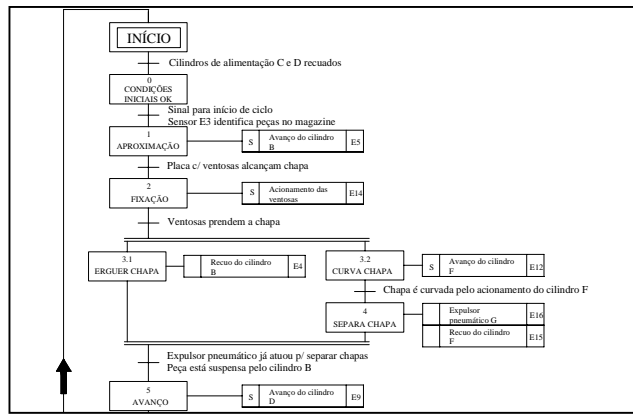 INÍCIO
Cilindros de alimentação C e D recuados
0
CONDIÇÕES
INICIAIS OK
Sinal para início de ciclo
Sensor E3 identifica peças no magazine
1
APROXIMAÇÃO
S
Avanço do cilindro
B
E5
Placa c/ ventosas alcançam chapa
2
FIXAÇÃO
S
Acionamento das
ventosas
E14
Ventosas prendem a chapa
3.1
ERGUER CHAPA
Recuo do cilindro
B
E4
3.2
CURVA CHAPA
S
Avanço do cilindro
F
E12
Chapa é curvada pelo acionamento do cilindro F
4
SEPARA CHAPA
Expulsor
pneumático G
E16
Recuo do cilindro
F
E15
Expulsor pneumático já atuou p/ separar chapas
Peça está suspensa pelo cilindro B
5
AVANÇO
S
Avanço do cilindro
D
E9